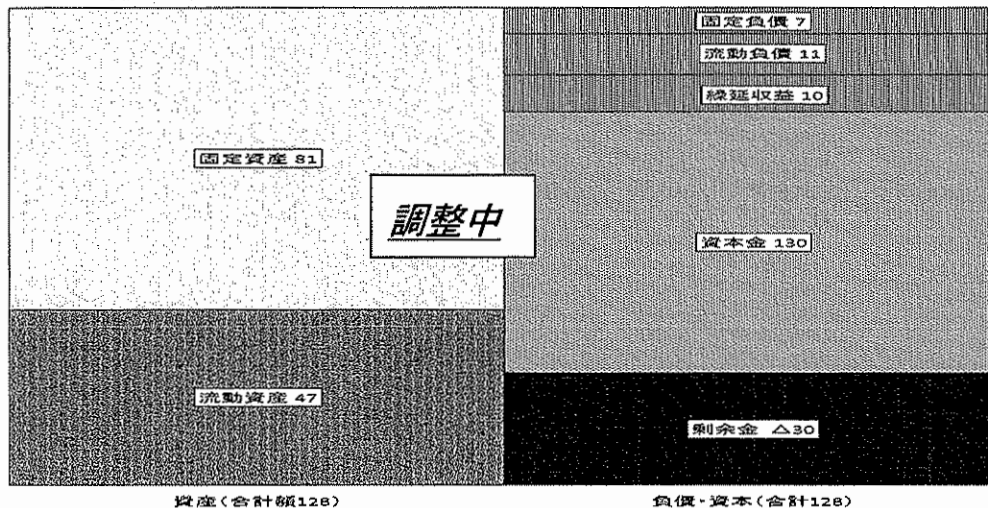 固定負債 7
流動負債 11
繰延収益 10
固定資産 81
調整中
資本金 130
流動資産 47
剰余金 △30
資産(合計額128)
負債・資本(合計128)